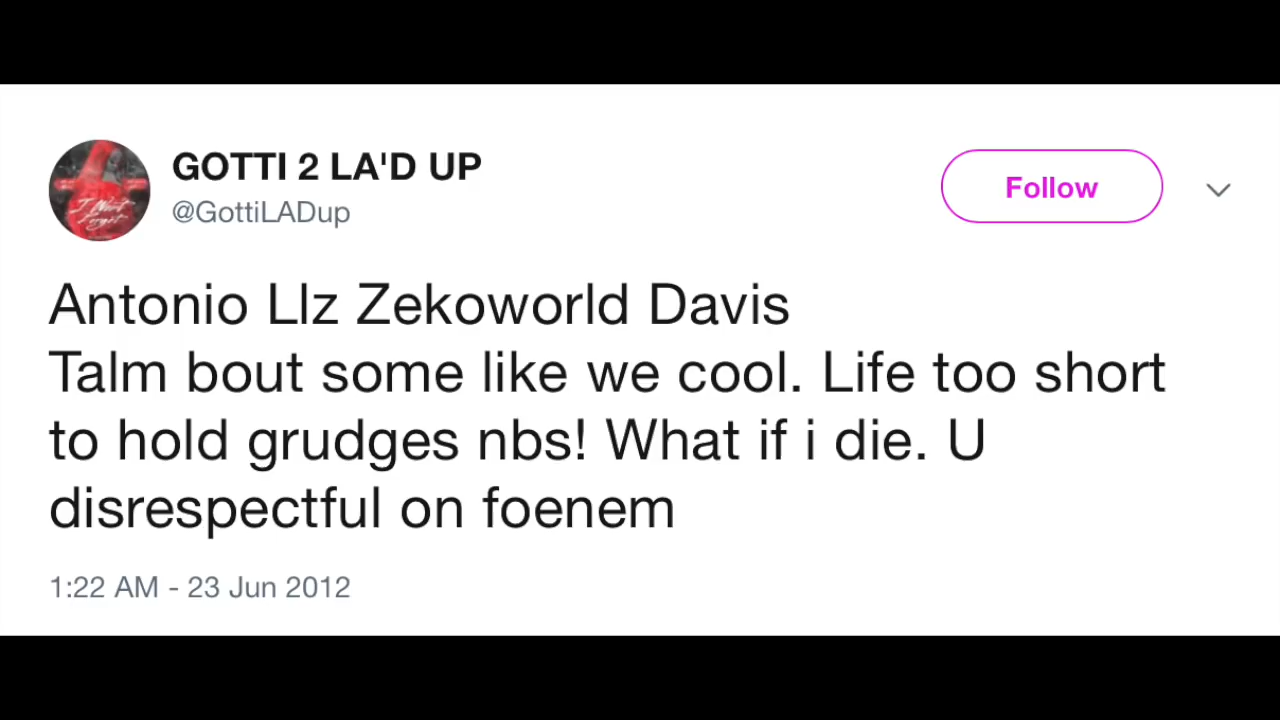 GOTTI 2 LA'D UP
@GottiLADup
Follow
Antonio Llz Zekoworld Davis
Talm bout some like we cool. Life too short
to hold grudges nbs! What if i die. U
disrespectful on foenem
1:22 AM - 23 Jun 2012